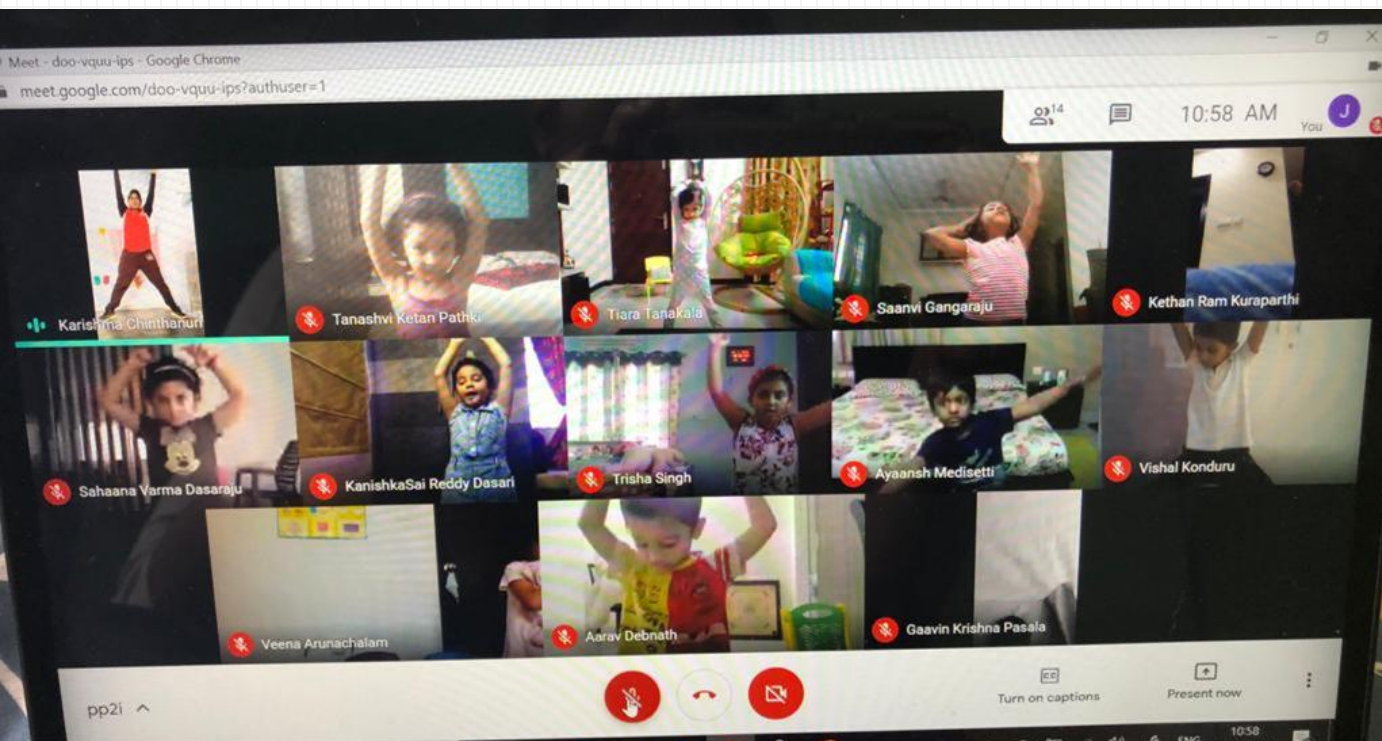 Meet - doo-vquu-ips - Google Chrome
meet.google.com/doo-vquu-ips?authuser=1
14
10:58 AM
You
J
Karishma Chinthanuri
Tanashvi Ketan Pathki
Tiara Tanakala
Saanvi Gangaraju
Kethan Ram Kuraparthi
Sahaana Varma Dasaraju
KanishkaSai Reddy Dasari
Trisha Singh
Ayaansh Medisetti
Vishal Konduru
Veena Arunachalam
Aarav Debnath
Gaavin Krishna Pasala
pp2i
CC
Turn on captions
Present now
ENG
10:58